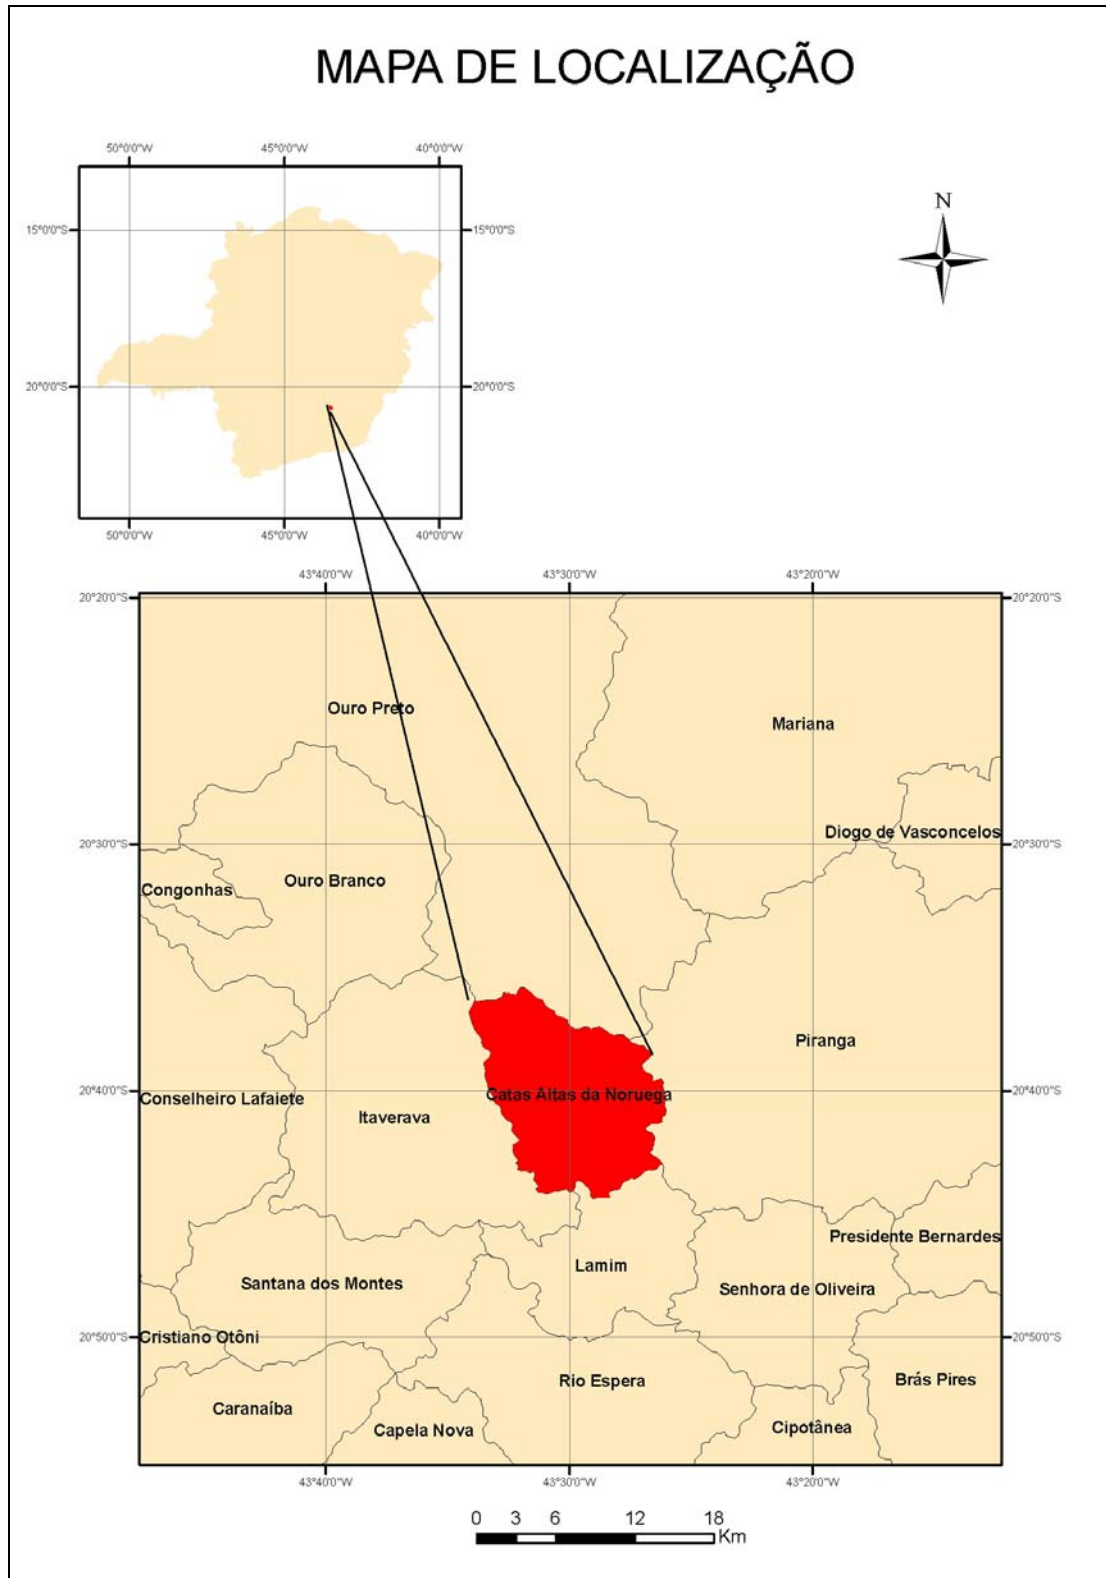 MAPA DE LOCALIZAÇÃO
50°0'0"W 45°0'0"W 40°0'0"W
N
15°0'0"S 15°0'0"S
20°0'0"S 20°0'0"S
50°0'0"W 45°0'0"W 40°0'0"W
43°40'0"W 43°30'0"W 43°20'0"W
20°20'0"S 20°20'0"S
Ouro Preto
Mariana
Diogo de Vasconcelos
20°30'0"S 20°30'0"S
Ouro Branco
Congonhas
Piranga
20°40'0"S 20°40'0"S
Catas Altas da Noruega
Conselheiro Lafaiete
Itaverava
Presidente Bernardes
Lamim
Santana dos Montes
Senhora de Oliveira
20°50'0"S 20°50'0"S
Cristiano Otôni
Rio Espera
Brás Pires
Caranaíba
Cipotânea
Capela Nova
43°40'0"W 43°30'0"W 43°20'0"W
0 3 6 12 18
Km